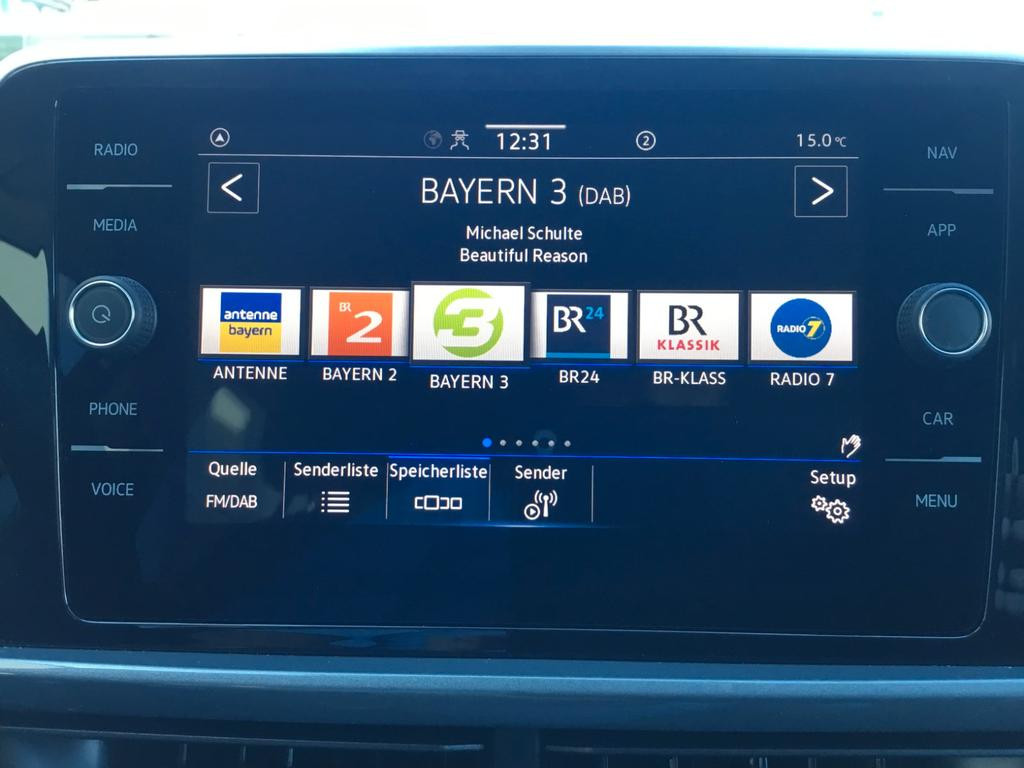 12:31
2
15.0 °C
RADIO
MEDIA
PHONE
VOICE
NAV
APP
CAR
MENU
< BAYERN 3 (DAB) >
Michael Schulte
Beautiful Reason
antenne
bayern
BR
2
3
BR24
BR
KLASSIK
RADIO 7
ANTENNE
BAYERN 2
BAYERN 3
BR24
BR-KLASS
RADIO 7
Quelle
FM/DAB
Senderliste
Speicherliste
Sender
Setup